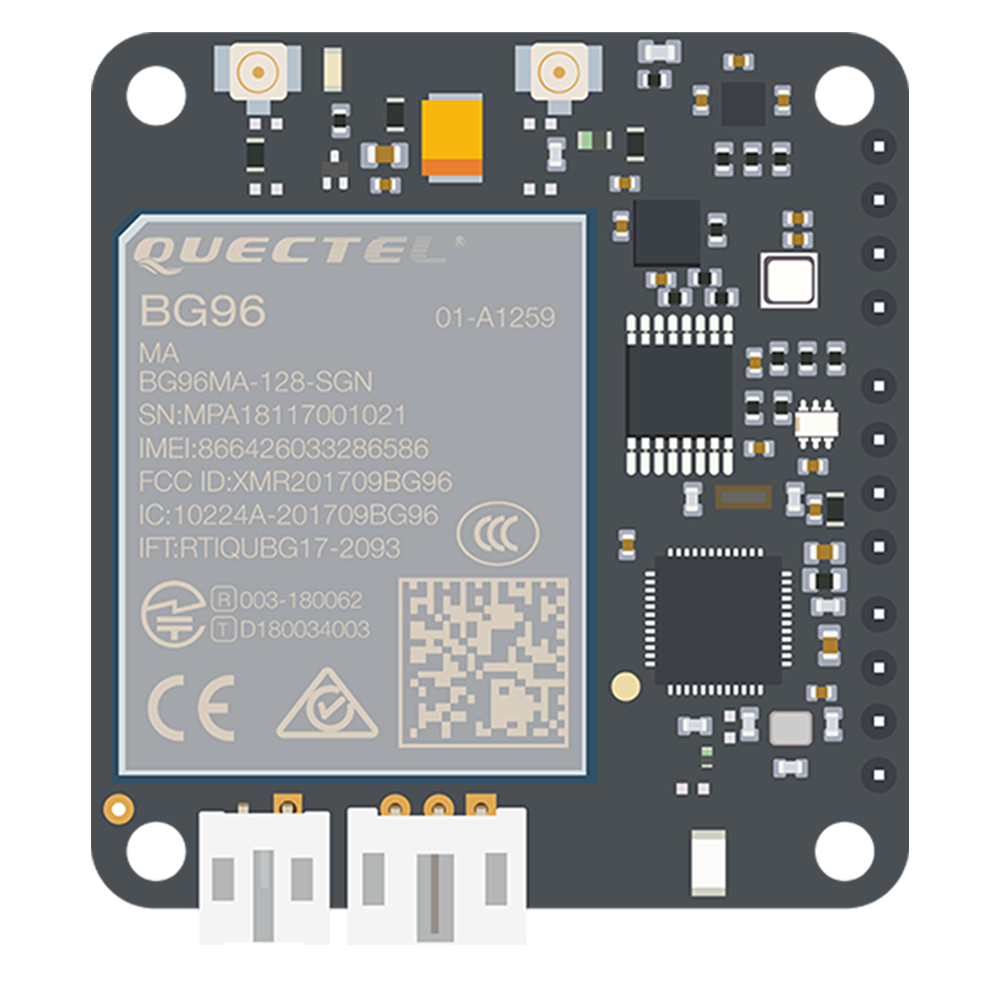 QUECTEL®
BG96
01-A1259
MA
BG96MA-128-SGN
SN:MPA18117001021
IMEI:866426033286586
FCC ID:XMR201709BG96
IC:10224A-201709BG96
IFT:RTIQUBG17-2093
CCC
R 003-180062
T D180034003
CE